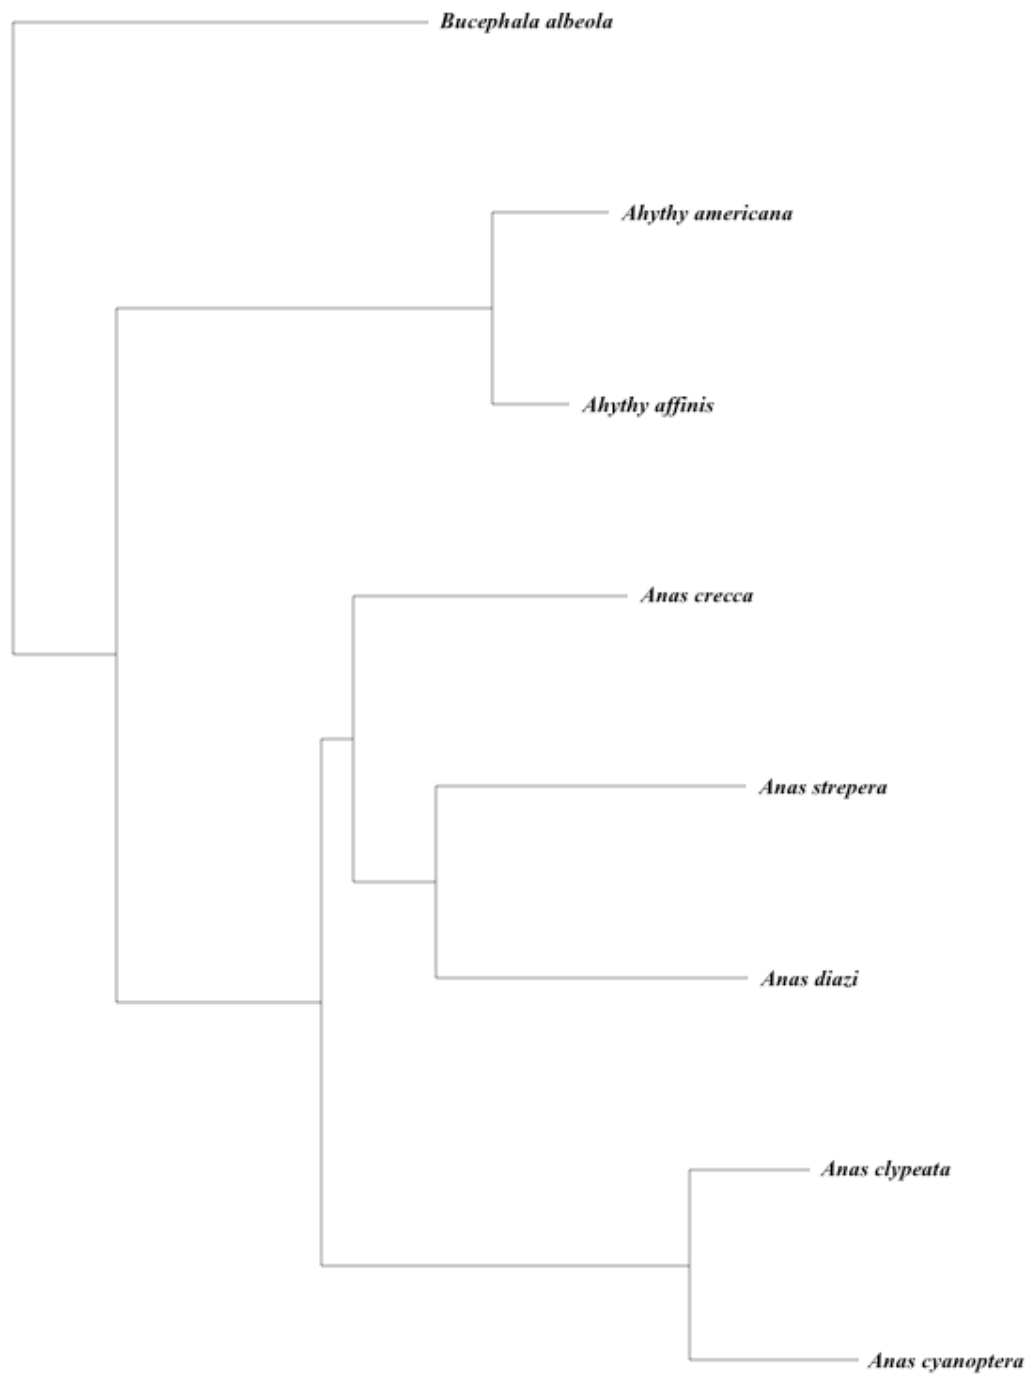 Bucephala albeola
Ahythy americana
Ahythy affinis
Anas crecca
Anas strepera
Anas diazi
Anas clypeata
Anas cyanoptera